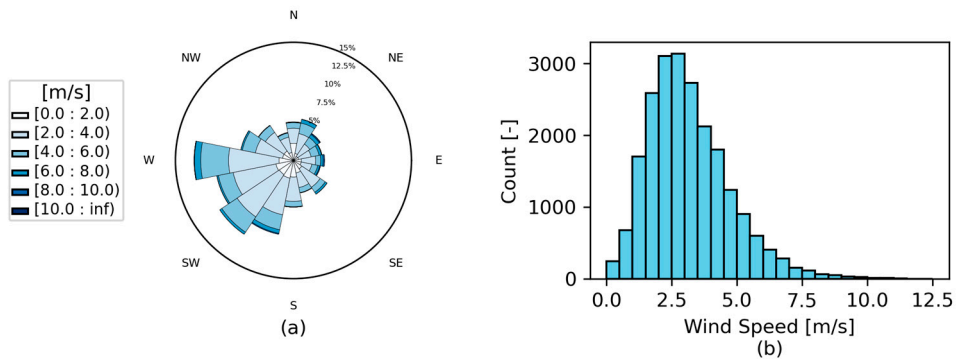 N
NW
NE
15%
12.5%
10%
7.5%
5%
W
E
SW
SE
S
(a)
[m/s]
[0.0 : 2.0)
[2.0 : 4.0)
[4.0 : 6.0)
[6.0 : 8.0)
[8.0 : 10.0)
[10.0 : inf)
Count [-]
3000
2000
1000
0
0.0 2.5 5.0 7.5 10.0 12.5
Wind Speed [m/s]
(b)